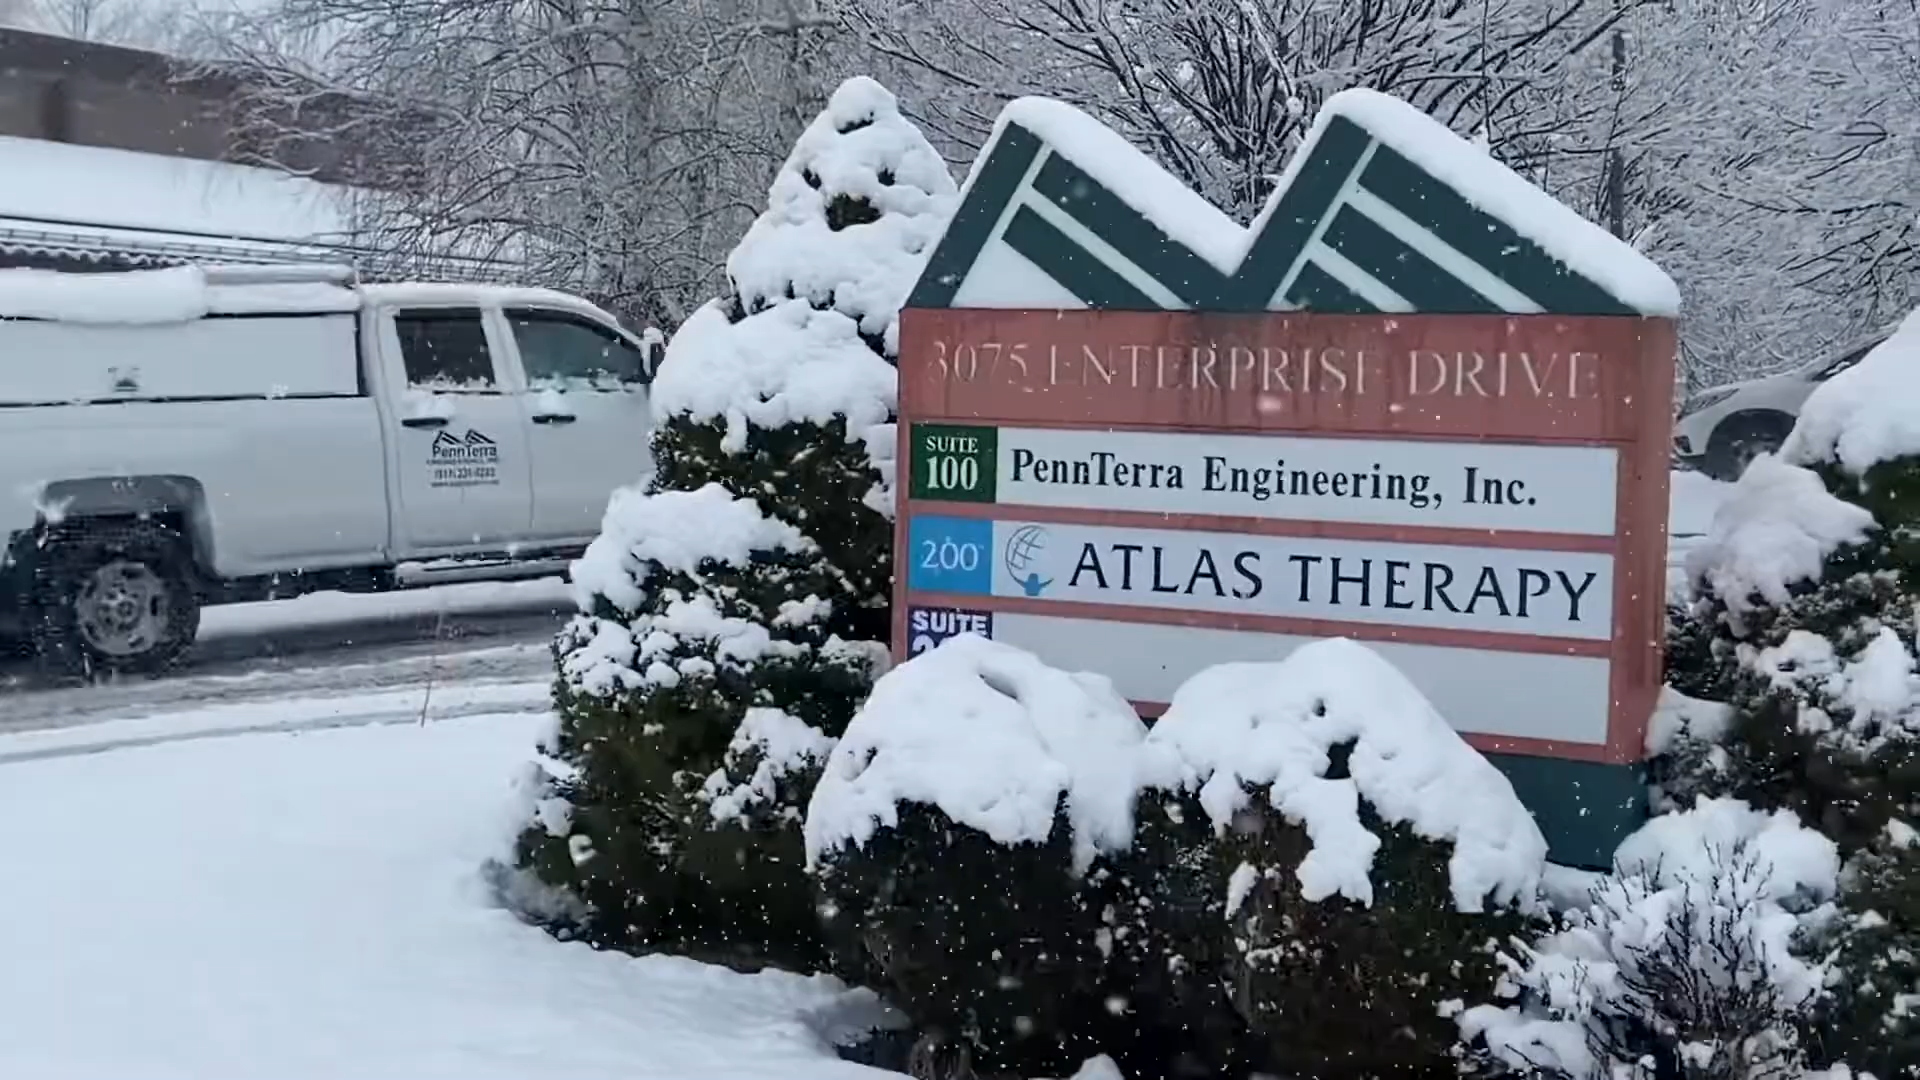 3075 ENTERPRISE DRIVE
SUITE
100
PennTerra Engineering, Inc.
200
ATLAS THERAPY
SUITE
PennTerra